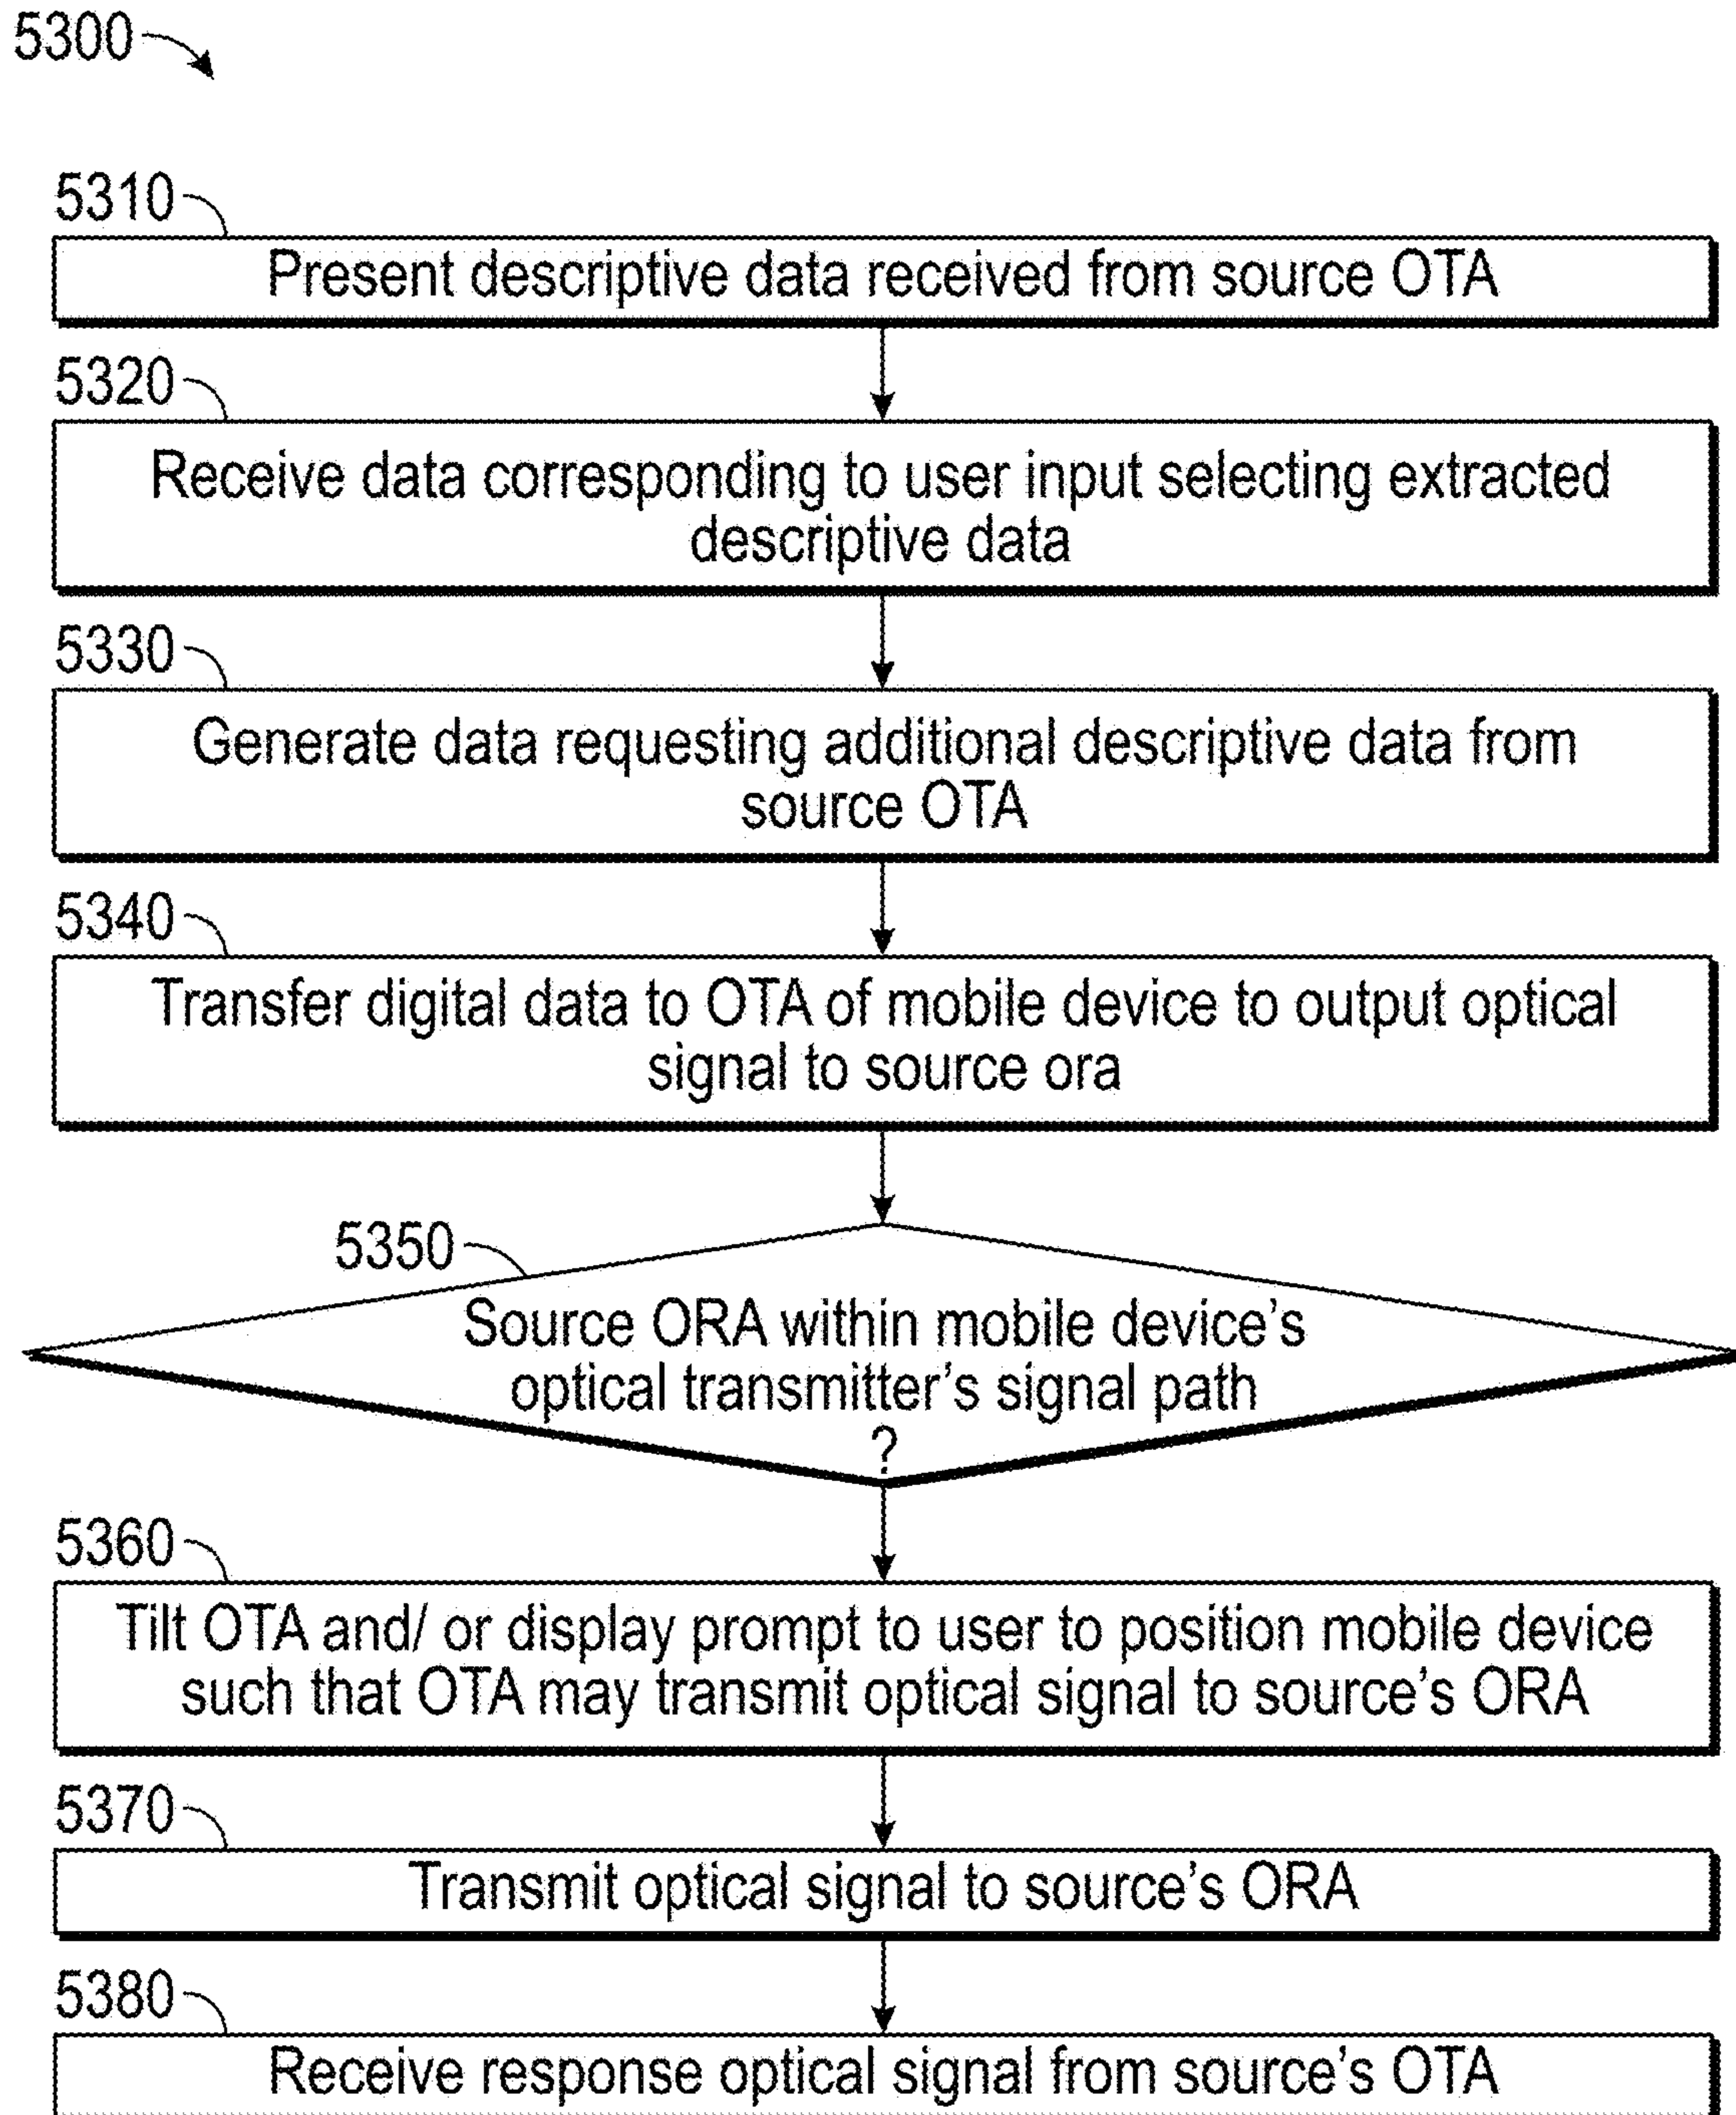 5300
5310
Present descriptive data received from source OTA
5320
Receive data corresponding to user input selecting extracted
descriptive data
5330
Generate data requesting additional descriptive data from
source OTA
5340
Transfer digital data to OTA of mobile device to output optical
signal to source ora
5350
Source ORA within mobile device's
optical transmitter's signal path
?
5360
Tilt OTA and/ or display prompt to user to position mobile device
such that OTA may transmit optical signal to source's ORA
5370
Transmit optical signal to source's ORA
5380
Receive response optical signal from source's OTA